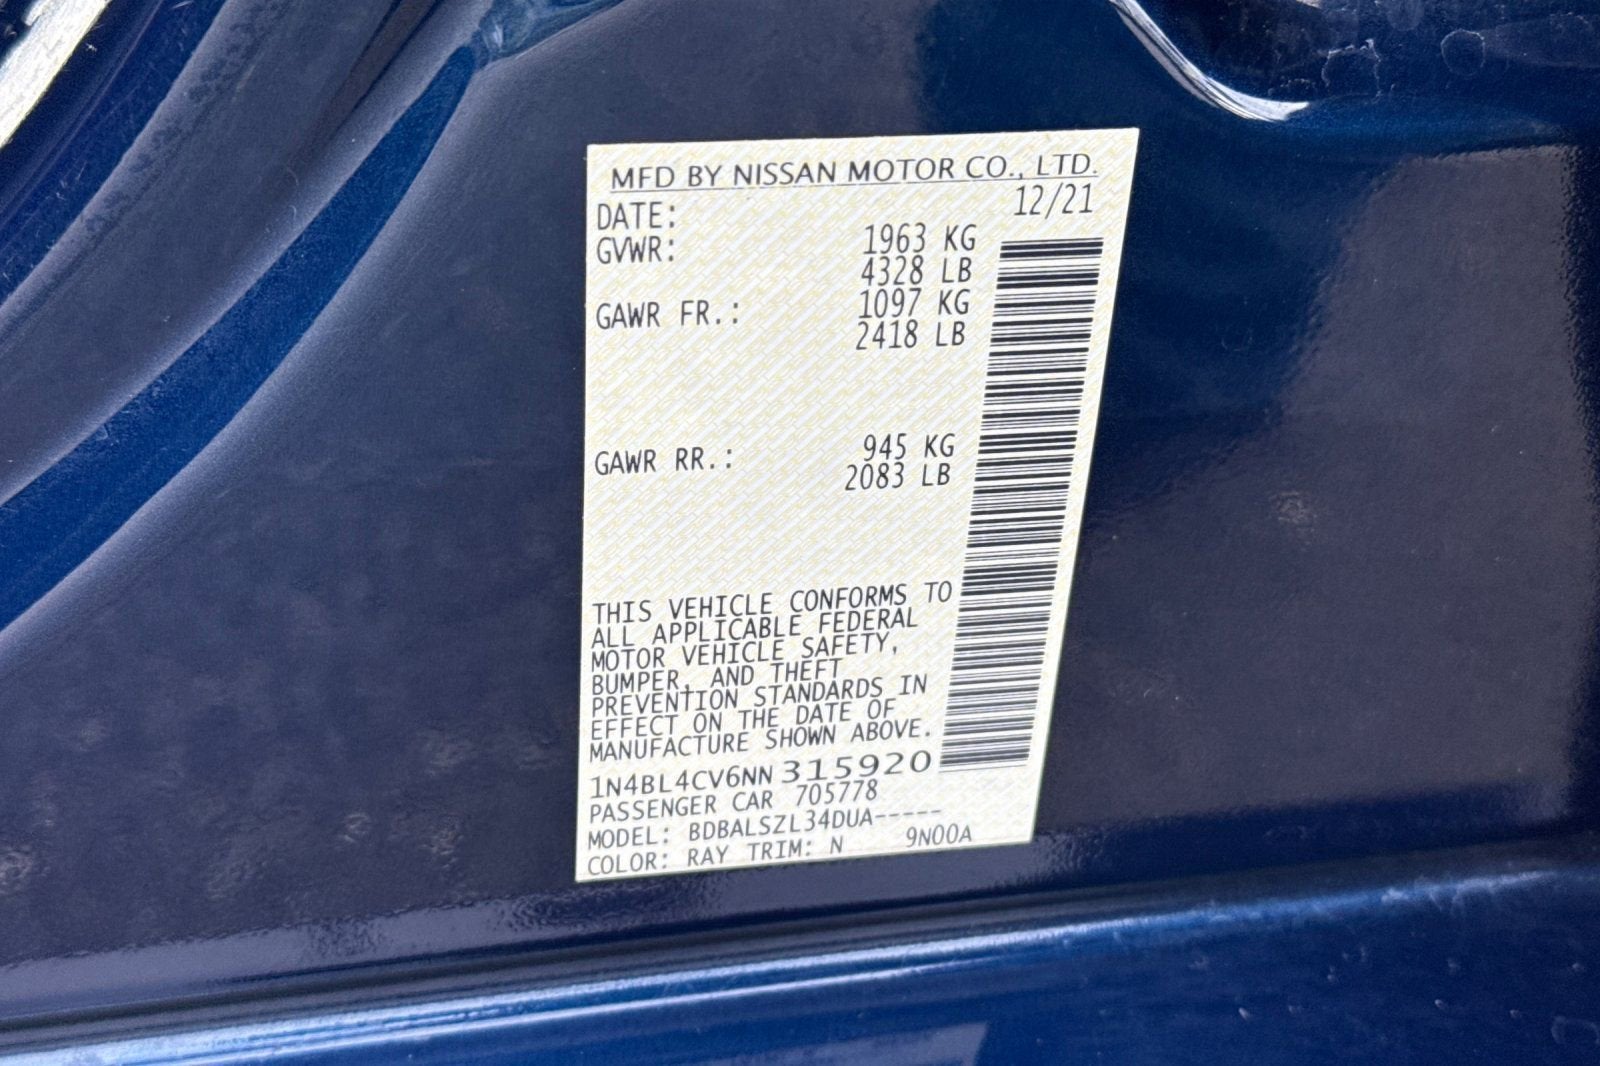 MFD BY NISSAN MOTOR CO., LTD.
DATE: 12/21
GVWR: 1963 KG
4328 LB
GAWR FR.: 1097 KG
2418 LB
GAWR RR.: 945 KG
2083 LB
THIS VEHICLE CONFORMS TO
ALL APPLICABLE FEDERAL
MOTOR VEHICLE SAFETY,
BUMPER, AND THEFT
PREVENTION STANDARDS IN
EFFECT ON THE DATE OF
MANUFACTURE SHOWN ABOVE.
1N4BL4CV6NN315920
PASSENGER CAR 705778
MODEL: BDBALSZL34DUA-----
COLOR: RAY TRIM: N 9N00A